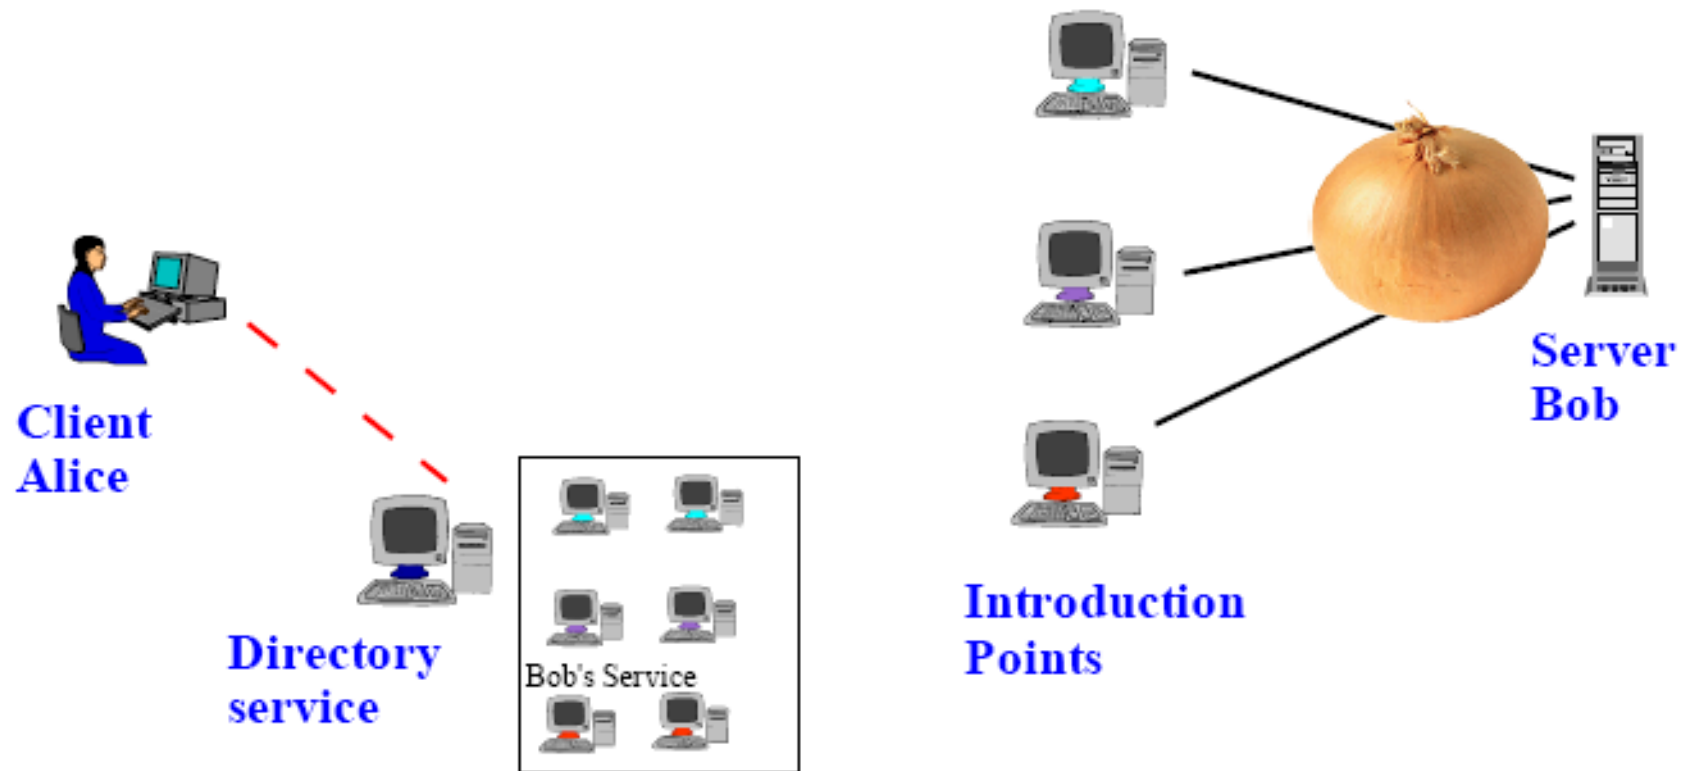 Client
Alice
Directory
service
Bob's Service
Introduction
Points
Server
Bob